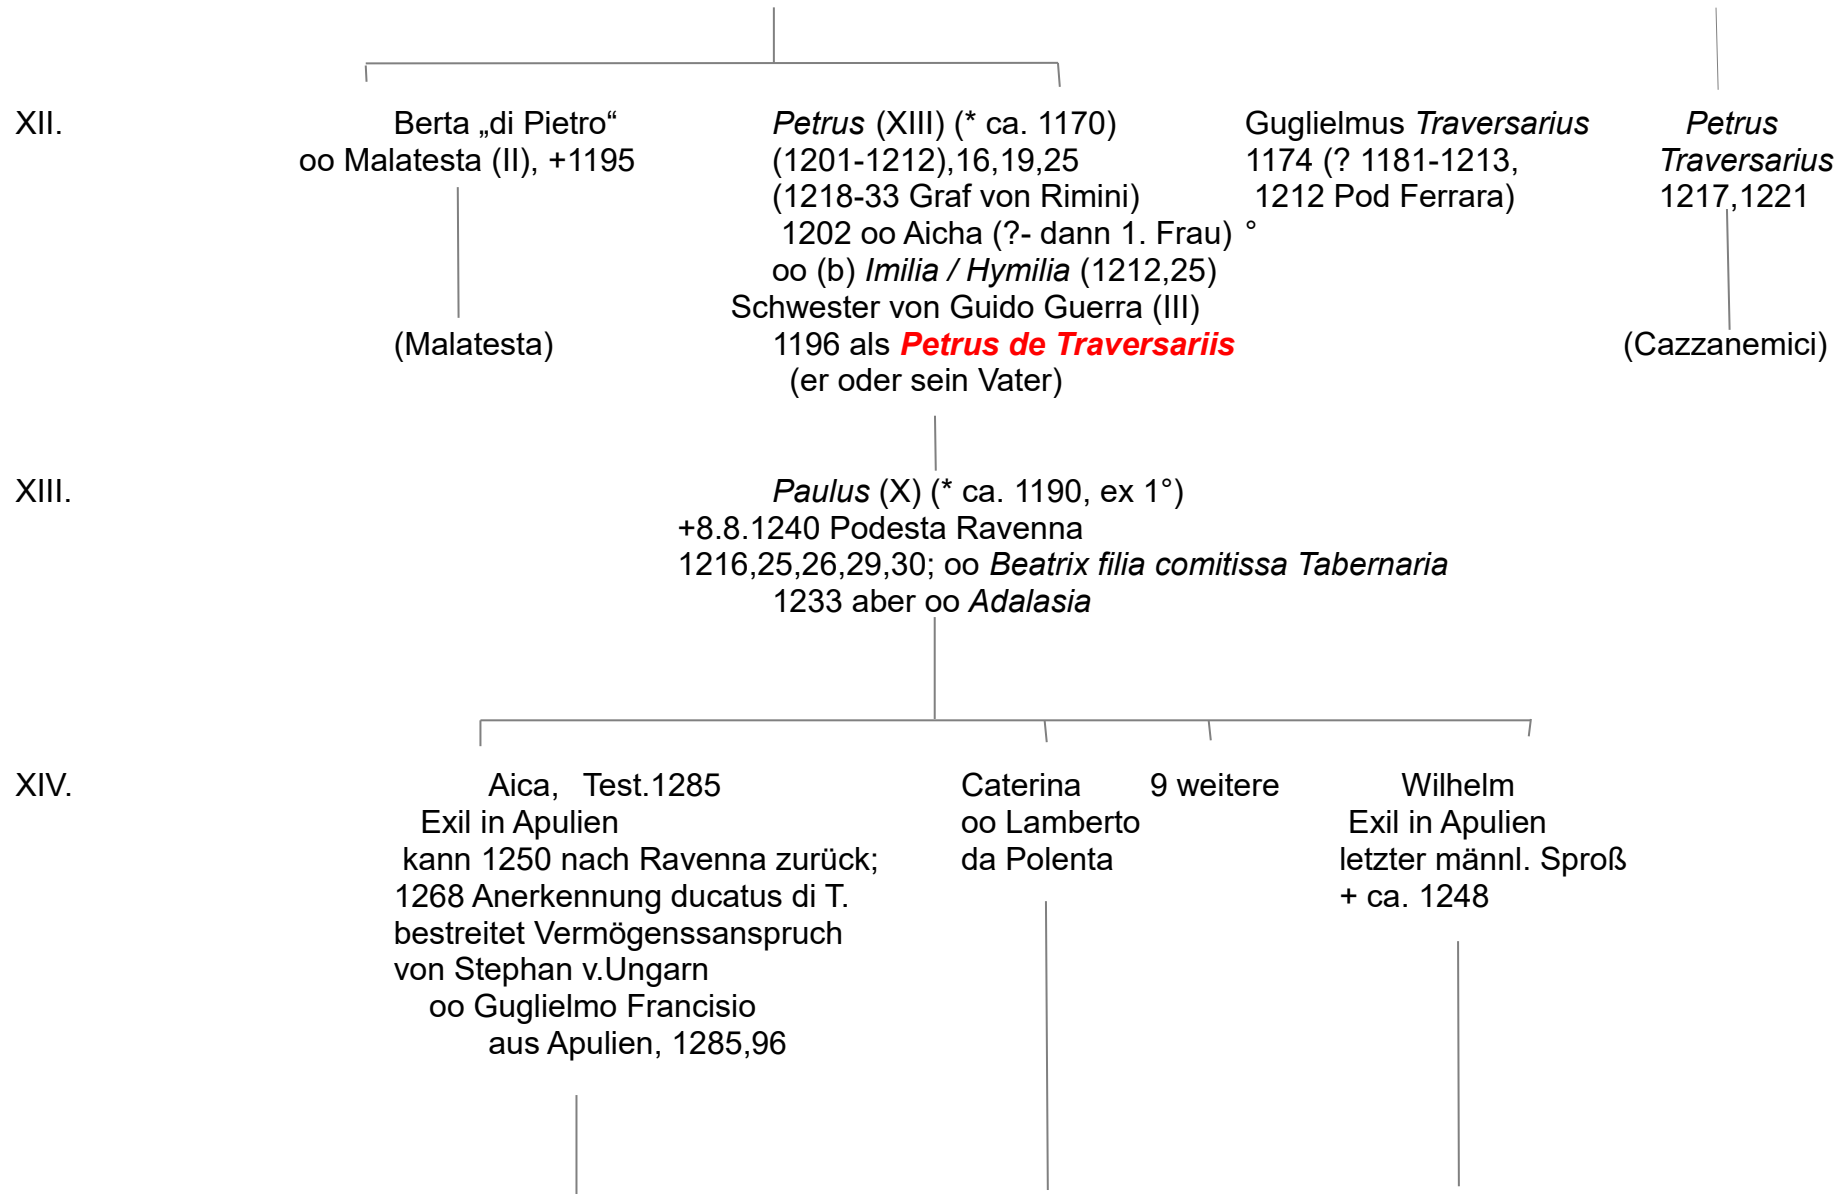 XII.
Berta „di Pietro“
oo Malatesta (II), +1195
(Malatesta)
Petrus (XIII) (* ca. 1170)
(1201-1212),16,19,25
(1218-33 Graf von Rimini)
1202 oo Aicha (?- dann 1. Frau) °
oo (b) Imilia / Hymilia (1212,25)
Schwester von Guido Guerra (III)
1196 als Petrus de Traversariis
(er oder sein Vater)
Guglielmus Traversarius
1174 (? 1181-1213,
1212 Pod Ferrara)
Petrus
Traversarius
1217,1221
(Cazzanemici)
XIII.
Paulus (X) (* ca. 1190, ex 1°)
+8.8.1240 Podesta Ravenna
1216,25,26,29,30; oo Beatrix filia comitissa Tabernaria
1233 aber oo Adalasia
XIV.
Aica, Test.1285
Exil in Apulien
kann 1250 nach Ravenna zurück;
1268 Anerkennung ducatus di T.
bestreitet Vermögenssanspruch
von Stephan v.Ungarn
oo Guglielmo Francisio
aus Apulien, 1285,96
Caterina
oo Lamberto
da Polenta
9 weitere
Wilhelm
Exil in Apulien
letzter männl. Sproß
+ ca. 1248